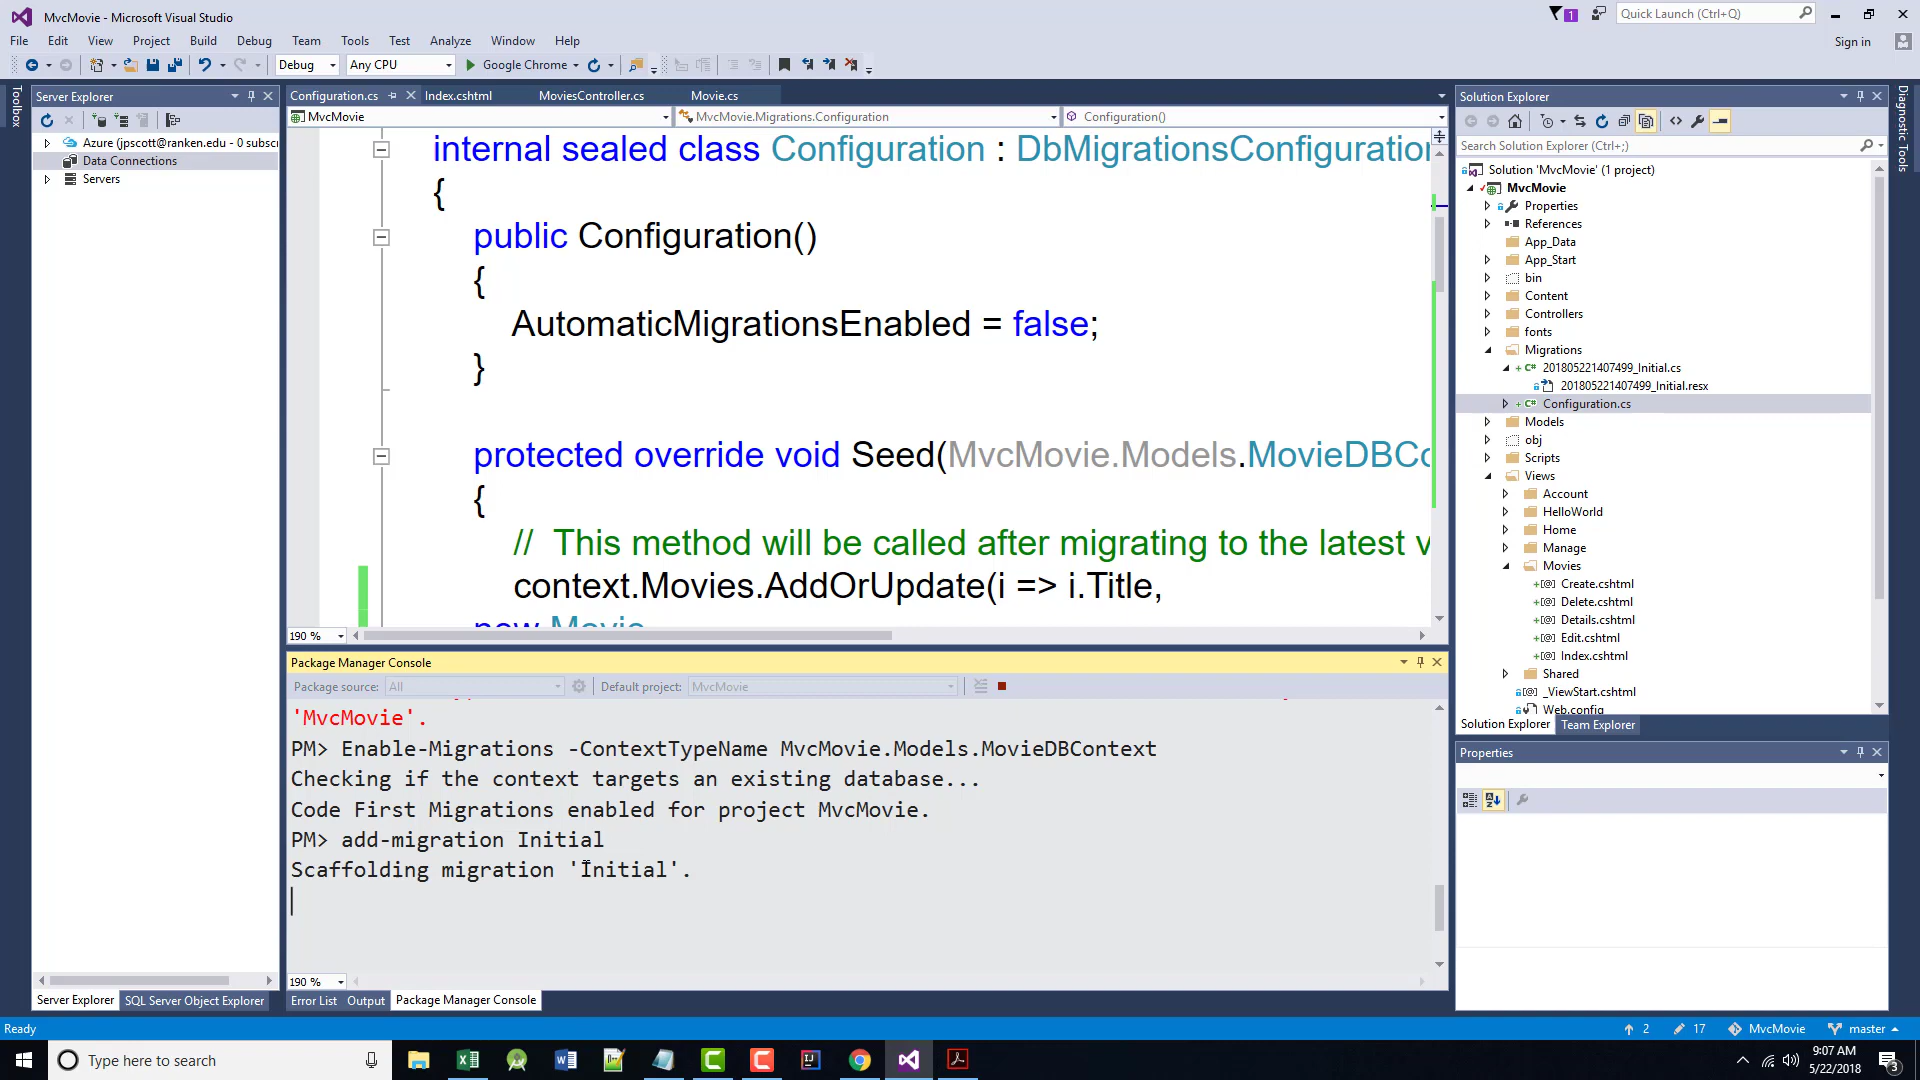 MvcMovie - Microsoft Visual Studio
1
Quick Launch (Ctrl+Q)
File Edit View Project Build Debug Team Tools Test Analyze Window Help
Sign in
Debug Any CPU Google Chrome
Toolbox
Server Explorer
Azure (jpscott@ranken.edu - 0 subsc
Data Connections
Servers
Server Explorer SQL Server Object Explorer
Configuration.cs Index.cshtml MoviesController.cs Movie.cs
MvcMovie MvcMovie.Migrations.Configuration Configuration()
internal sealed class Configuration : DbMigrationsConfiguration
{
public Configuration()
{
AutomaticMigrationsEnabled = false;
}
protected override void Seed(MvcMovie.Models.MovieDBCo
{
// This method will be called after migrating to the latest v
context.Movies.AddOrUpdate(i => i.Title,
new Movie
190 %
Package Manager Console
Package source: All Default project: MvcMovie
'MvcMovie'.
PM> Enable-Migrations -ContextTypeName MvcMovie.Models.MovieDBContext
Checking if the context targets an existing database...
Code First Migrations enabled for project MvcMovie.
PM> add-migration Initial
Scaffolding migration 'Initial'.
190 %
Error List Output Package Manager Console
Solution Explorer
Search Solution Explorer (Ctrl+;)
Solution 'MvcMovie' (1 project)
MvcMovie
Properties
References
App_Data
App_Start
bin
Content
Controllers
fonts
Migrations
201805221407499_Initial.cs
201805221407499_Initial.resx
Configuration.cs
Models
obj
Scripts
Views
Account
HelloWorld
Home
Manage
Movies
Create.cshtml
Delete.cshtml
Details.cshtml
Edit.cshtml
Index.cshtml
Shared
_ViewStart.cshtml
Web.config
Solution Explorer Team Explorer
Properties
Diagnostic Tools
Ready
2 17 MvcMovie master
Type here to search
9:07 AM
5/22/2018
3